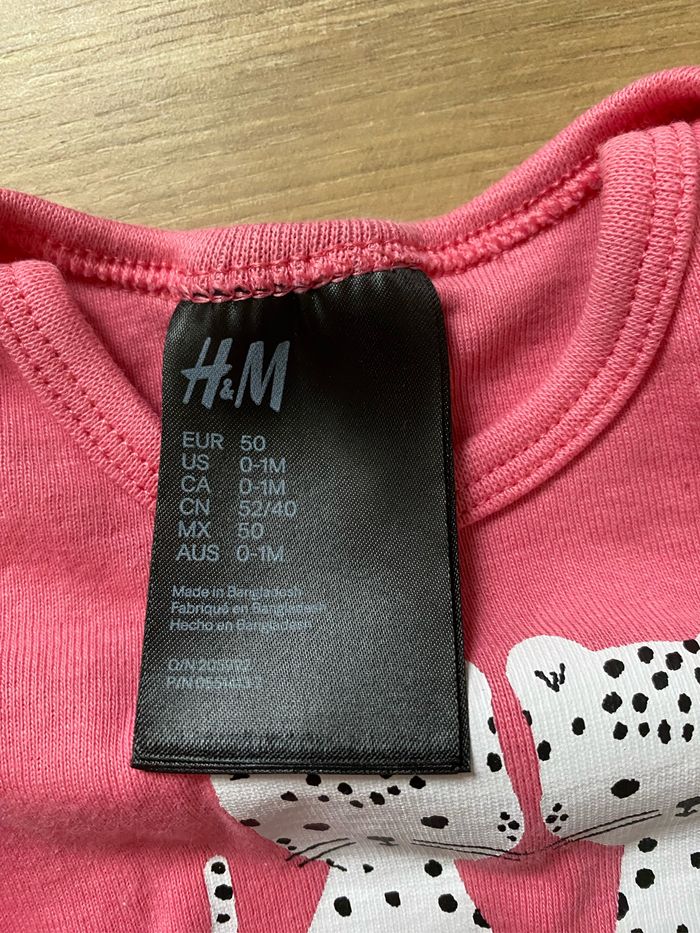 H&M
EUR 50
US 0-1M
CA 0-1M
CN 52/40
MX 50
AUS 0-1M
Made in Bangladesh
Fabriqué en Bangladesh
Hecho en Bangladesh
O/N
P/N